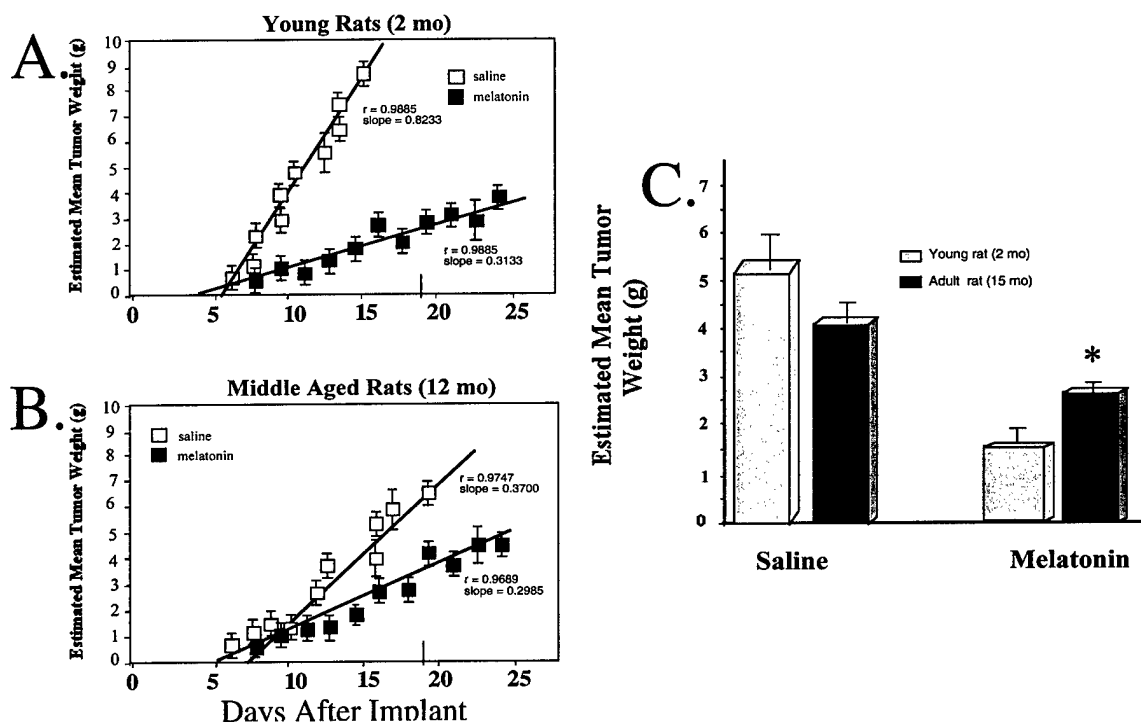 A.
Young Rats (2 mo)
Estimated Mean Tumor Weight (g)
10
9
8
7
6
5
4
3
2
1
0
saline
melatonin
r = 0.9885
slope = 0.8233
r = 0.9885
slope = 0.3133
0
5
10
15
20
25
B.
Middle Aged Rats (12 mo)
Estimated Mean Tumor Weight (g)
10
9
8
7
6
5
4
3
2
1
0
saline
melatonin
r = 0.9747
slope = 0.3700
r = 0.9689
slope = 0.2985
0
5
10
15
20
25
Days After Implant
C.
Estimated Mean Tumor
Weight (g)
7
6
5
4
3
2
1
0
Young rat (2 mo)
Adult rat (15 mo)
*
Saline
Melatonin